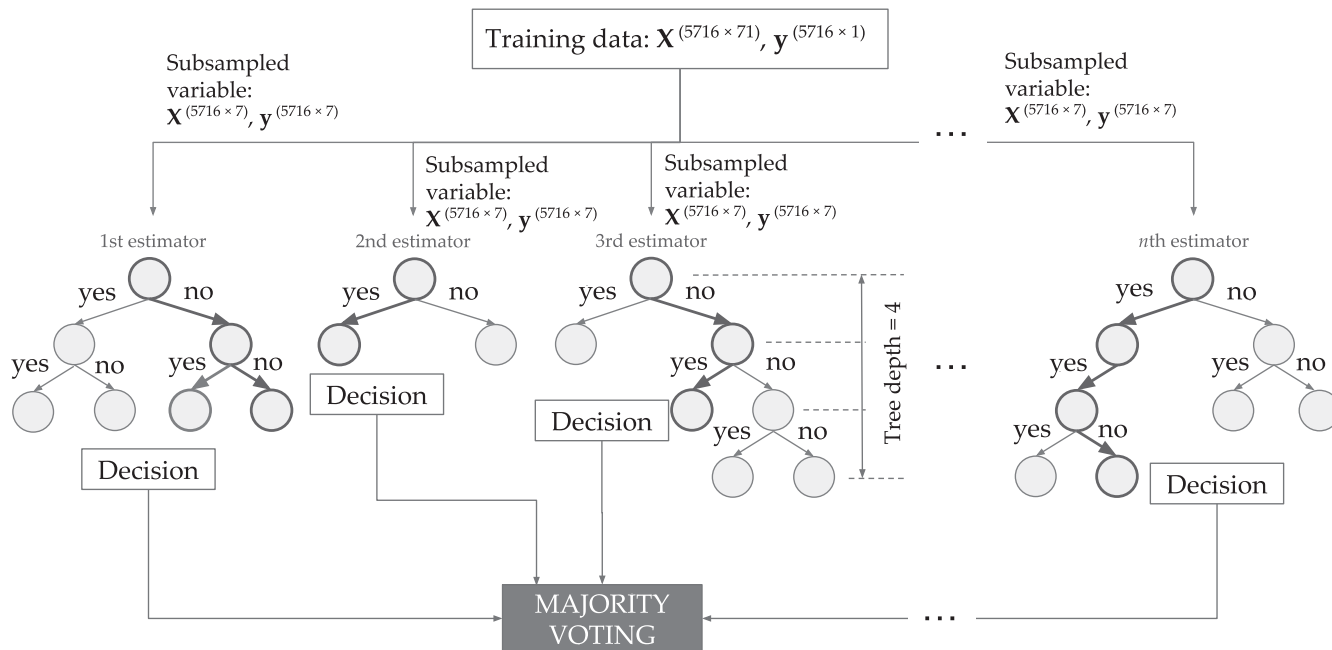 Training data: X^(5716 × 71), y^(5716 × 1)
Subsampled
variable:
X^(5716 × 7), y^(5716 × 7)
Subsampled
variable:
X^(5716 × 7), y^(5716 × 7)
...
Subsampled
variable:
X^(5716 × 7), y^(5716 × 7)
Subsampled
variable:
X^(5716 × 7), y^(5716 × 7)
1st estimator
2nd estimator
3rd estimator
nth estimator
yes no
yes no
yes no
yes no
yes no
yes no
yes no
yes
yes no
yes no
yes no
Tree depth = 4
...
Decision
Decision
Decision
Decision
MAJORITY
VOTING
...